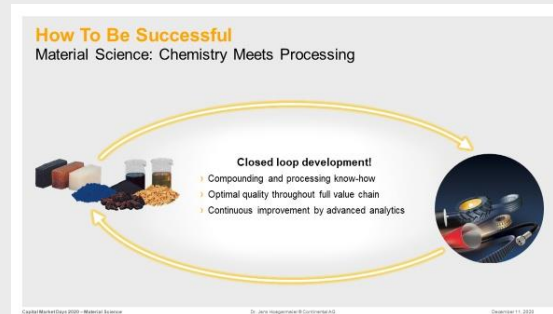 How To Be Successful
Material Science: Chemistry Meets Processing
Closed loop development!
› Compounding and processing know-how
› Optimal quality throughout full value chain
› Continuous improvement by advanced analytics
Capital Market Days 2020 – Material Science
Dr. © Continental AG
December 11, 2020